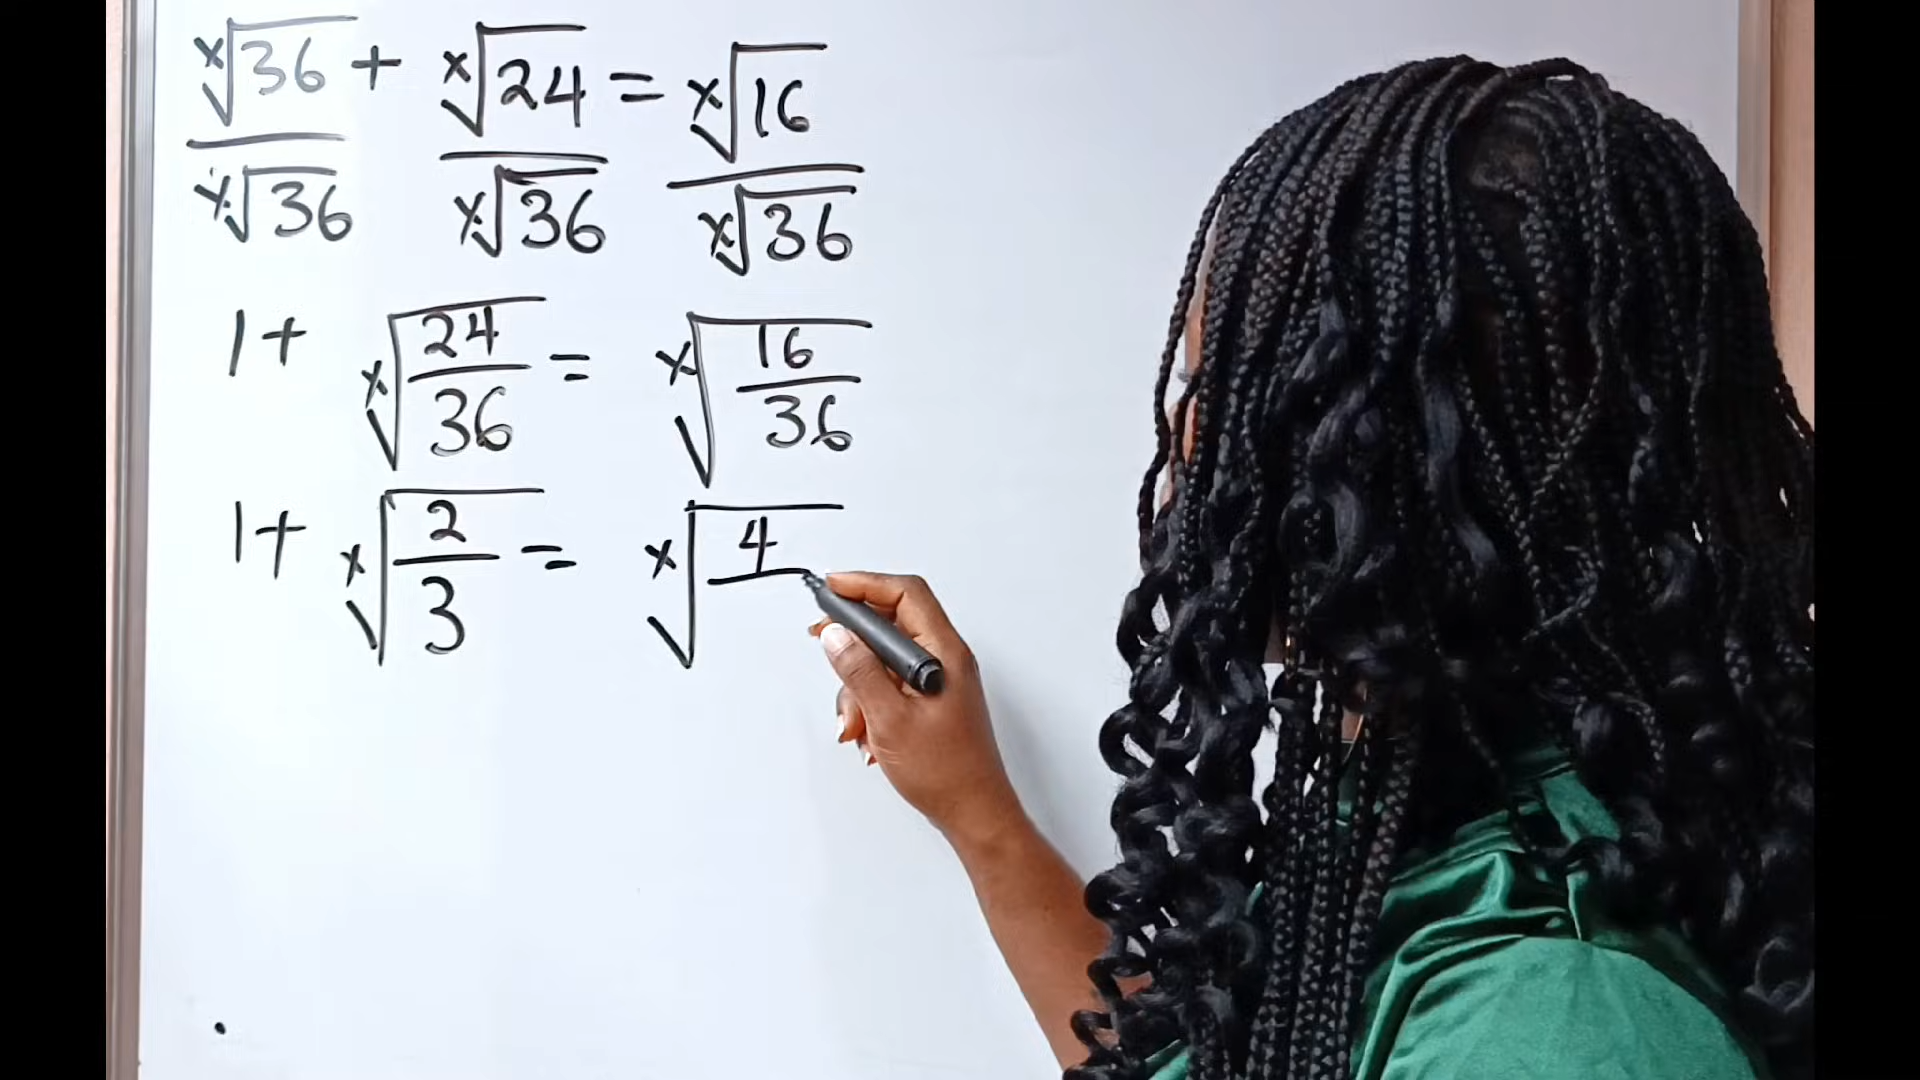 ˣ√36 + ˣ√24 = ˣ√16
ˣ√36 ˣ√36 ˣ√36
1 + ˣ√(24/36) = ˣ√(16/36)
1 + ˣ√(2/3) = ˣ√4